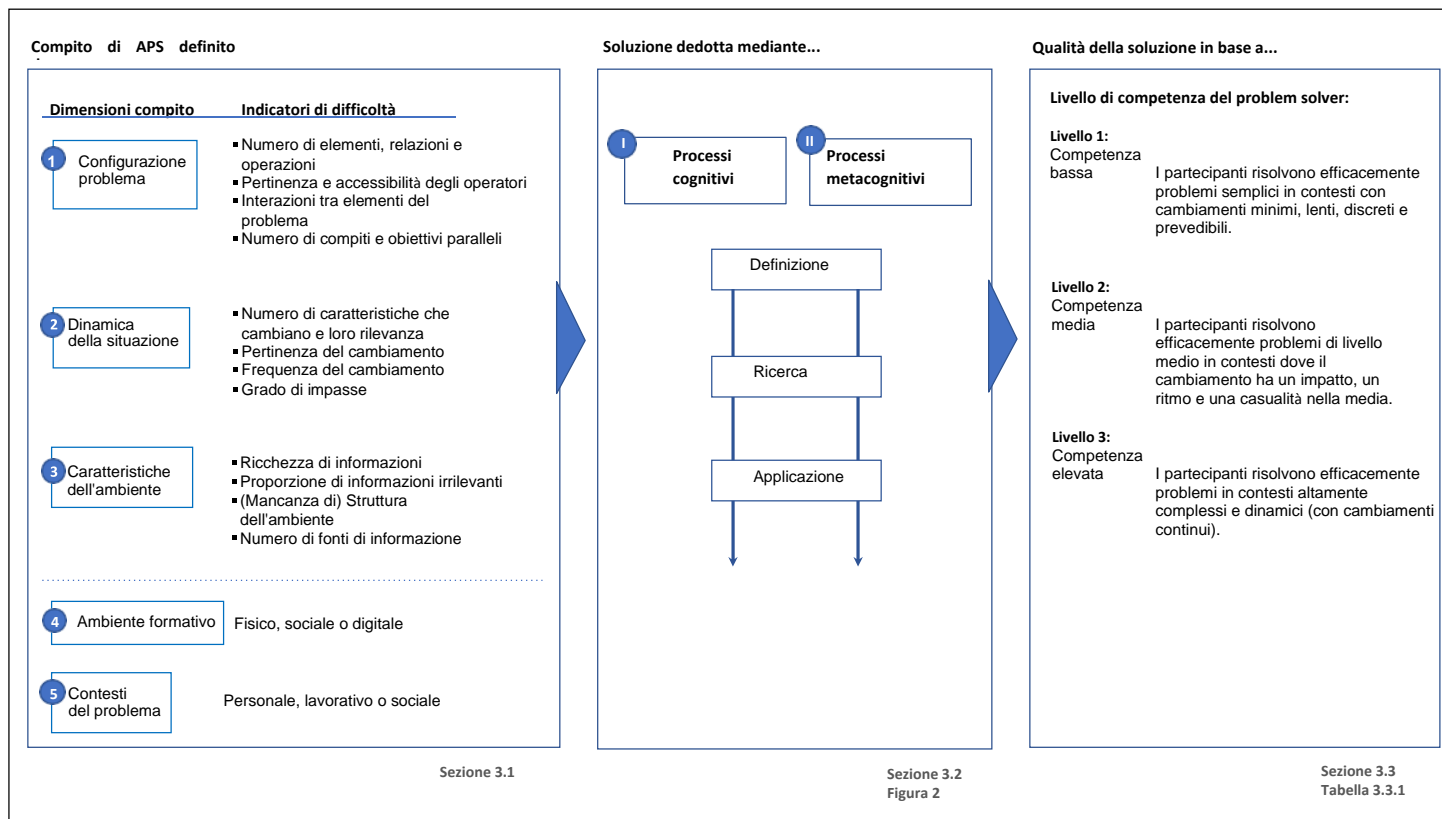 Compito di APS definito
Dimensioni compito
Indicatori di difficoltà
1
Configurazione
problema
▪ Numero di elementi, relazioni e
operazioni
▪ Pertinenza e accessibilità degli operatori
▪ Interazioni tra elementi del
problema
▪ Numero di compiti e obiettivi paralleli
2
Dinamica
della situazione
▪ Numero di caratteristiche che
cambiano e loro rilevanza
▪ Pertinenza del cambiamento
▪ Frequenza del cambiamento
▪ Grado di impasse
3
Caratteristiche
dell'ambiente
▪ Ricchezza di informazioni
▪ Proporzione di informazioni irrilevanti
▪ (Mancanza di) Struttura
dell'ambiente
▪ Numero di fonti di informazione
4
Ambiente formativo
Fisico, sociale o digitale
5
Contesti
del problema
Personale, lavorativo o sociale
Sezione 3.1
Soluzione dedotta mediante...
I
Processi
cognitivi
II
Processi
metacognitivi
Definizione
Ricerca
Applicazione
Sezione 3.2
Figura 2
Qualità della soluzione in base a...
Livello di competenza del problem solver:
Livello 1:
Competenza
bassa
I partecipanti risolvono efficacemente
problemi semplici in contesti con
cambiamenti minimi, lenti, discreti e
prevedibili.
Livello 2:
Competenza
media
I partecipanti risolvono
efficacemente problemi di livello
medio in contesti dove il
cambiamento ha un impatto, un
ritmo e una casualità nella media.
Livello 3:
Competenza
elevata
I partecipanti risolvono efficacemente
problemi in contesti altamente
complessi e dinamici (con cambiamenti
continui).
Sezione 3.3
Tabella 3.3.1